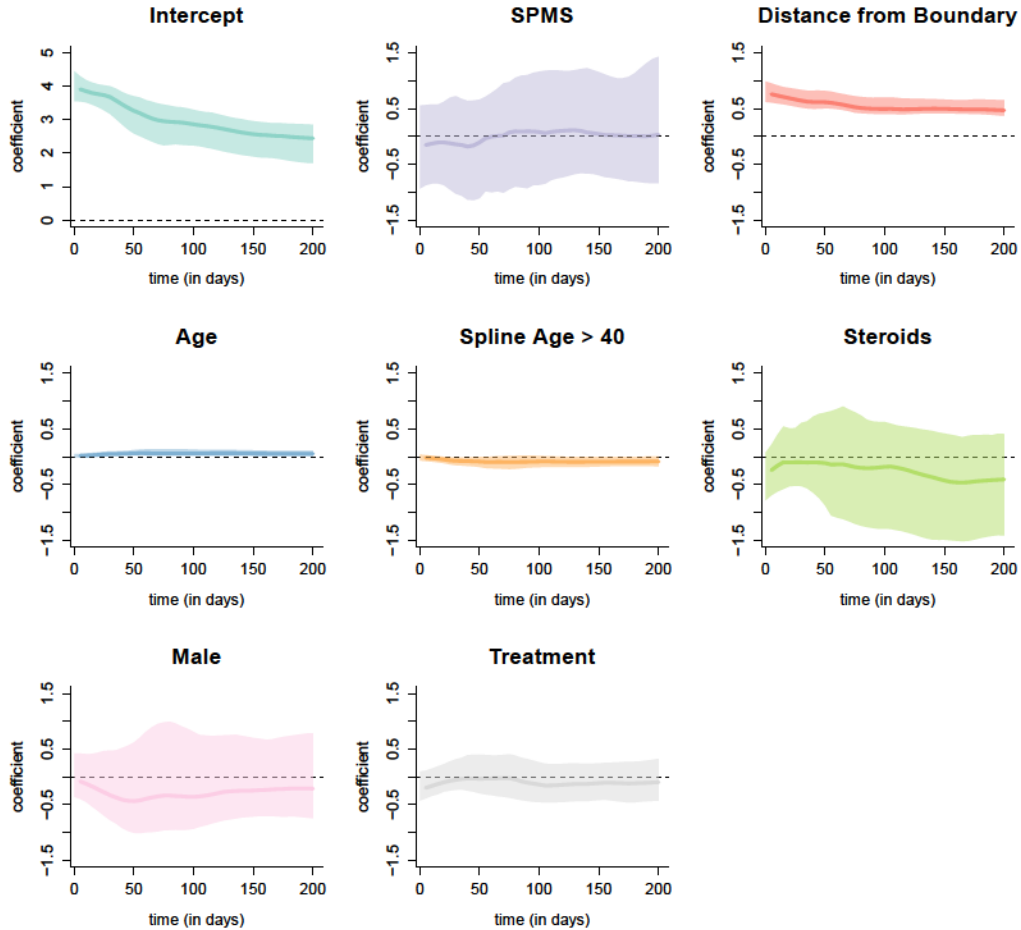 Intercept
SPMS
Distance from Boundary
coefficient
5
4
3
2
1
0
0 50 100 150 200
time (in days)
coefficient
1.5
0.5
−0.5
−1.5
0 50 100 150 200
time (in days)
coefficient
1.5
0.5
−0.5
−1.5
0 50 100 150 200
time (in days)
Age
Spline Age > 40
Steroids
coefficient
1.5
0.5
−0.5
−1.5
0 50 100 150 200
time (in days)
coefficient
1.5
0.5
−0.5
−1.5
0 50 100 150 200
time (in days)
coefficient
1.5
0.5
−0.5
−1.5
0 50 100 150 200
time (in days)
Male
Treatment
coefficient
1.5
0.5
−0.5
−1.5
0 50 100 150 200
time (in days)
coefficient
1.5
0.5
−0.5
−1.5
0 50 100 150 200
time (in days)